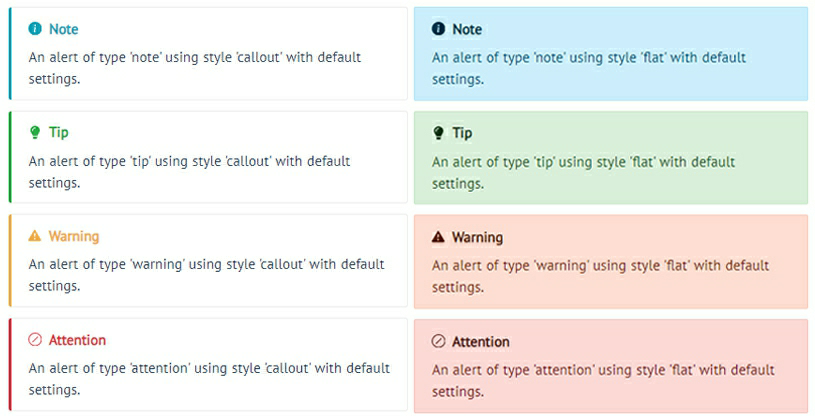 Note
An alert of type 'note' using style 'callout' with default
settings.
Note
An alert of type 'note' using style 'flat' with default
settings.
Tip
An alert of type 'tip' using style 'callout' with default
settings.
Tip
An alert of type 'tip' using style 'flat' with default
settings.
Warning
An alert of type 'warning' using style 'callout' with default
settings.
Warning
An alert of type 'warning' using style 'flat' with default
settings.
Attention
An alert of type 'attention' using style 'callout' with default
settings.
Attention
An alert of type 'attention' using style 'flat' with default
settings.